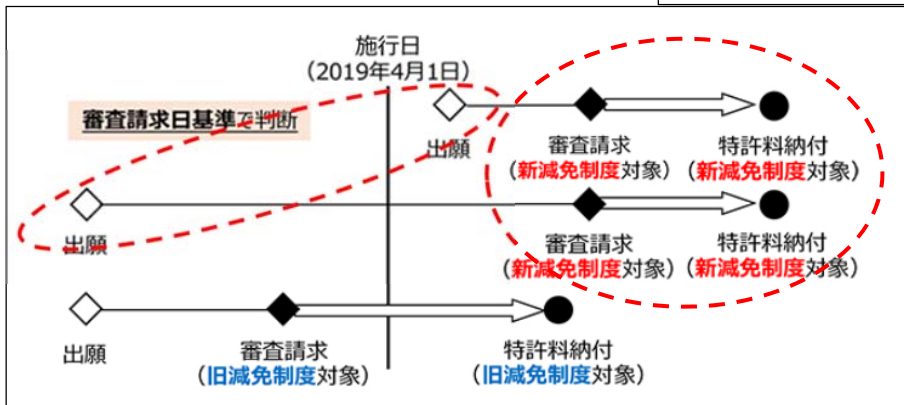 施行日
（2019年4月1日）
審査請求日基準で判断
出願
審査請求
（新減免制度対象）
特許料納付
（新減免制度対象）
出願
審査請求
（新減免制度対象）
特許料納付
（新減免制度対象）
出願
審査請求
（旧減免制度対象）
特許料納付
（旧減免制度対象）